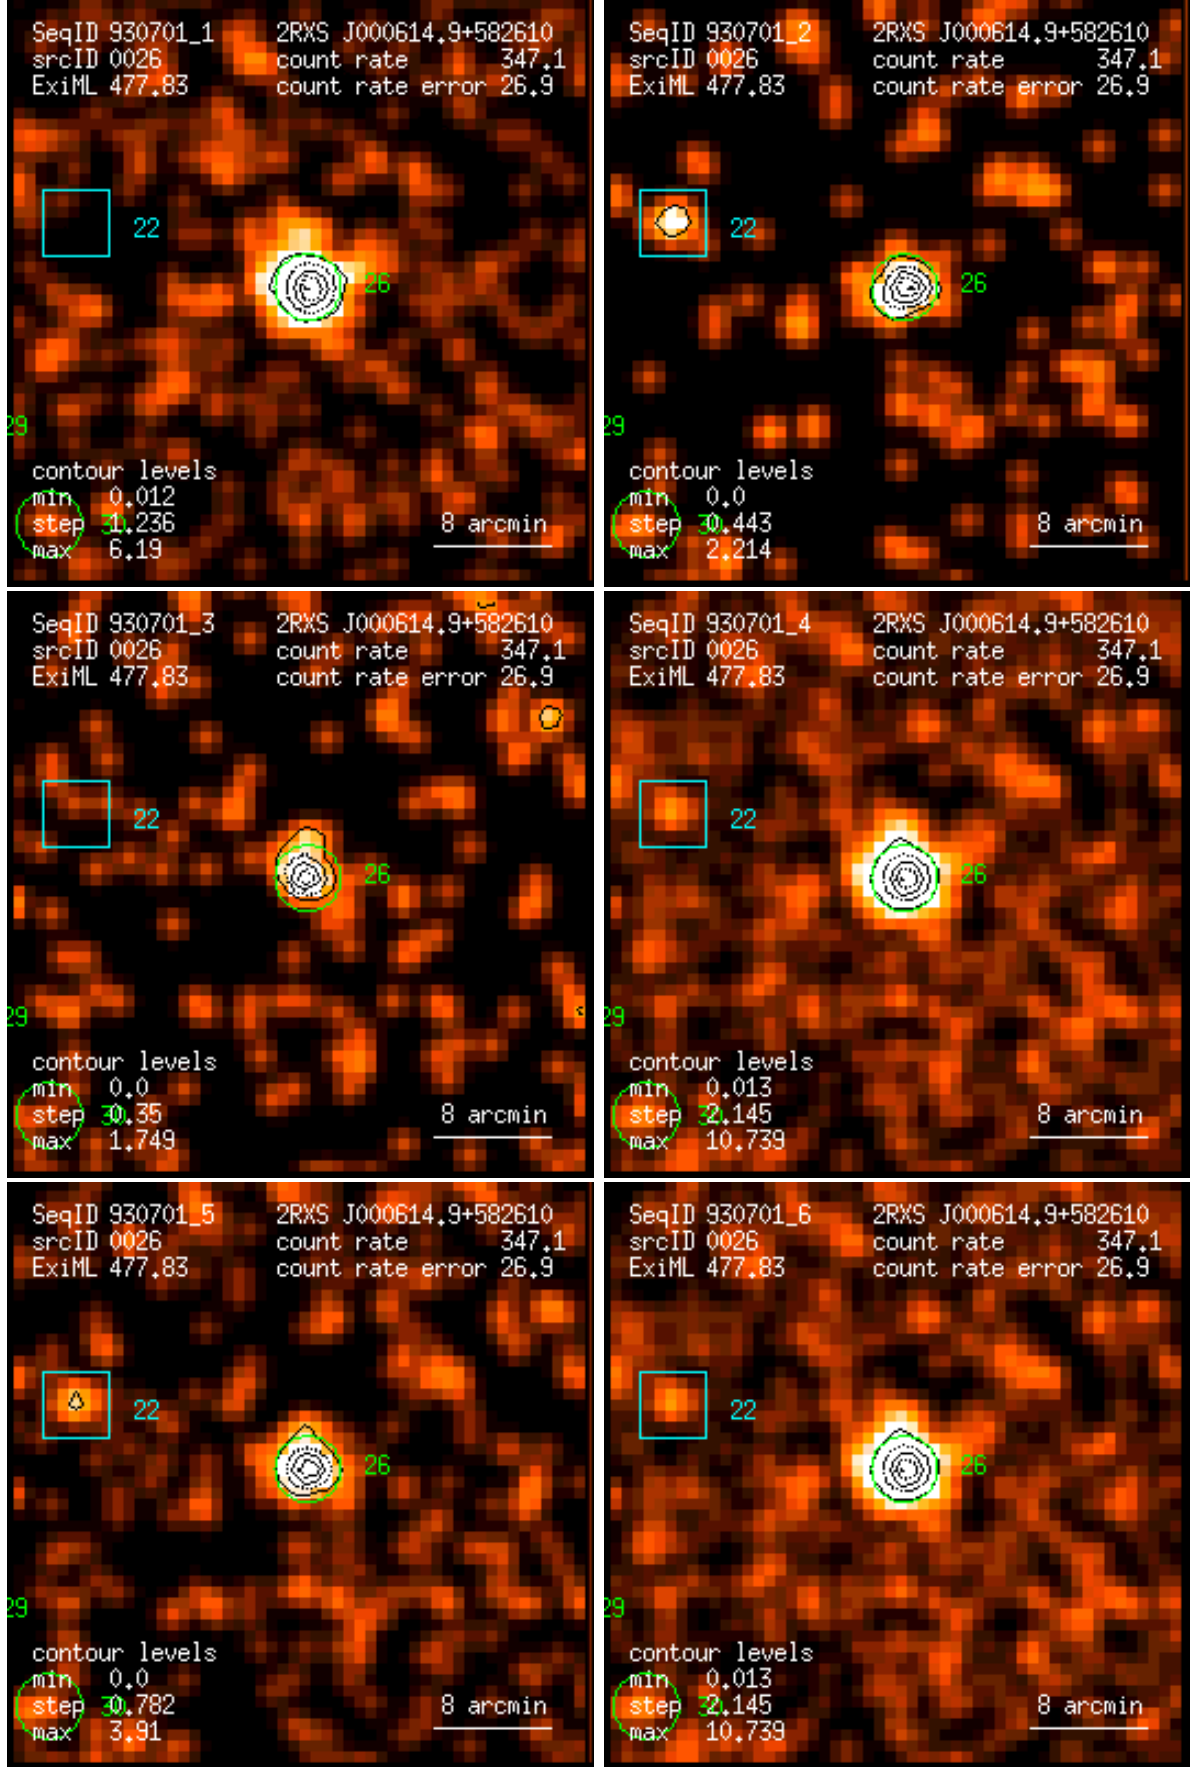 SeqID 930701_1 2RXS J000614.9+582610
srcID 0026 count rate 347.1
ExiML 477.83 count rate error 26.9
22
26
29
contour levels
min 0.012
step 1.236 30
max 6.19
8 arcmin
SeqID 930701_2 2RXS J000614.9+582610
srcID 0026 count rate 347.1
ExiML 477.83 count rate error 26.9
22
26
29
contour levels
min 0.0
step 0.443 30
max 2.214
8 arcmin
SeqID 930701_3 2RXS J000614.9+582610
srcID 0026 count rate 347.1
ExiML 477.83 count rate error 26.9
22
26
29
contour levels
min 0.0
step 0.35 30
max 1.749
8 arcmin
SeqID 930701_4 2RXS J000614.9+582610
srcID 0026 count rate 347.1
ExiML 477.83 count rate error 26.9
22
26
29
contour levels
min 0.013
step 2.145 30
max 10.739
8 arcmin
SeqID 930701_5 2RXS J000614.9+582610
srcID 0026 count rate 347.1
ExiML 477.83 count rate error 26.9
22
26
29
contour levels
min 0.0
step 0.782 30
max 3.91
8 arcmin
SeqID 930701_6 2RXS J000614.9+582610
srcID 0026 count rate 347.1
ExiML 477.83 count rate error 26.9
22
26
29
contour levels
min 0.013
step 2.145 30
max 10.739
8 arcmin